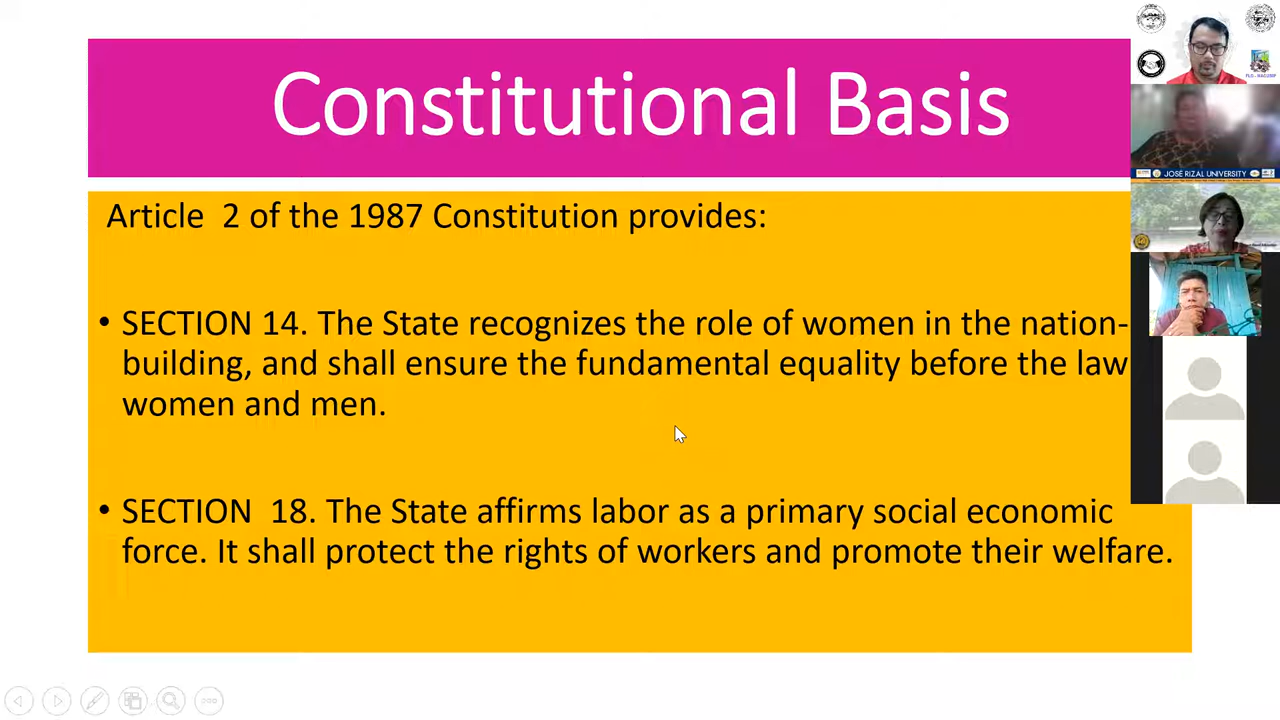 Constitutional Basis
Article 2 of the 1987 Constitution provides:
• SECTION 14. The State recognizes the role of women in the nation-
building, and shall ensure the fundamental equality before the law
women and men.
• SECTION 18. The State affirms labor as a primary social economic
force. It shall protect the rights of workers and promote their welfare.
JOSE RIZAL UNIVERSITY